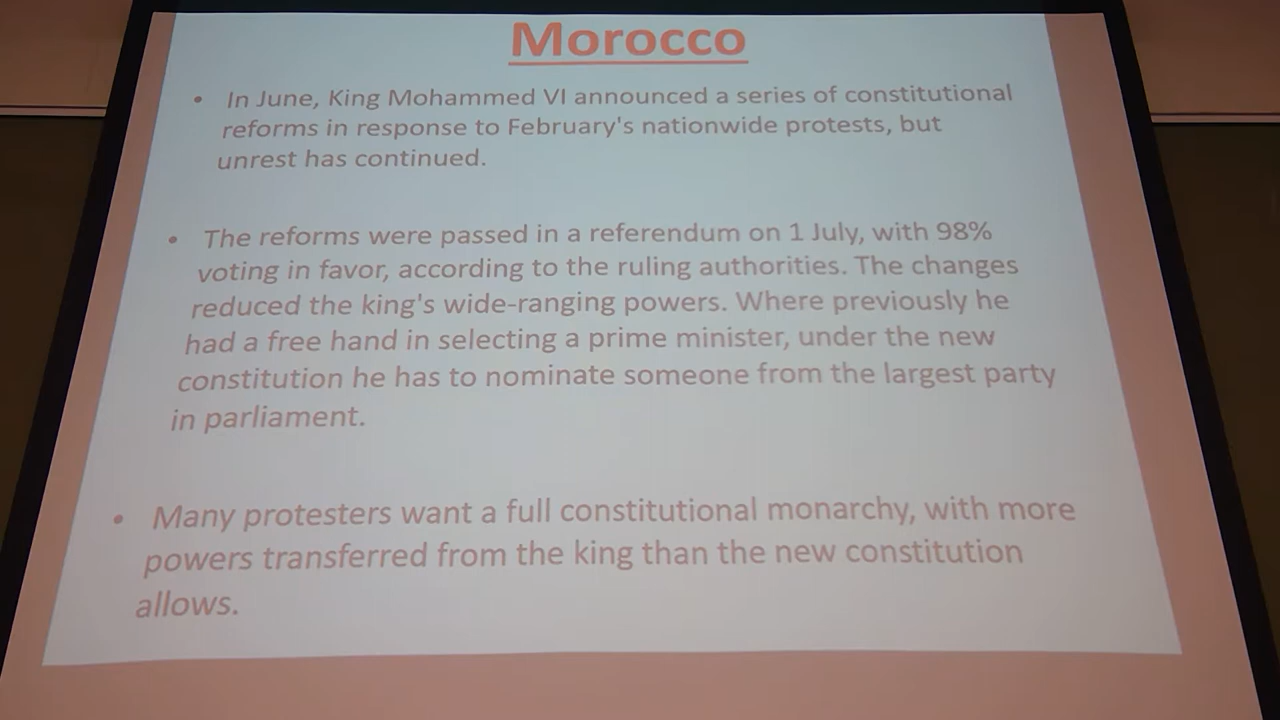 Morocco
• In June, King Mohammed VI announced a series of constitutional
reforms in response to February's nationwide protests, but
unrest has continued.
• The reforms were passed in a referendum on 1 July, with 98%
voting in favor, according to the ruling authorities. The changes
reduced the king's wide-ranging powers. Where previously he
had a free hand in selecting a prime minister, under the new
constitution he has to nominate someone from the largest party
in parliament.
• Many protesters want a full constitutional monarchy, with more
powers transferred from the king than the new constitution
allows.